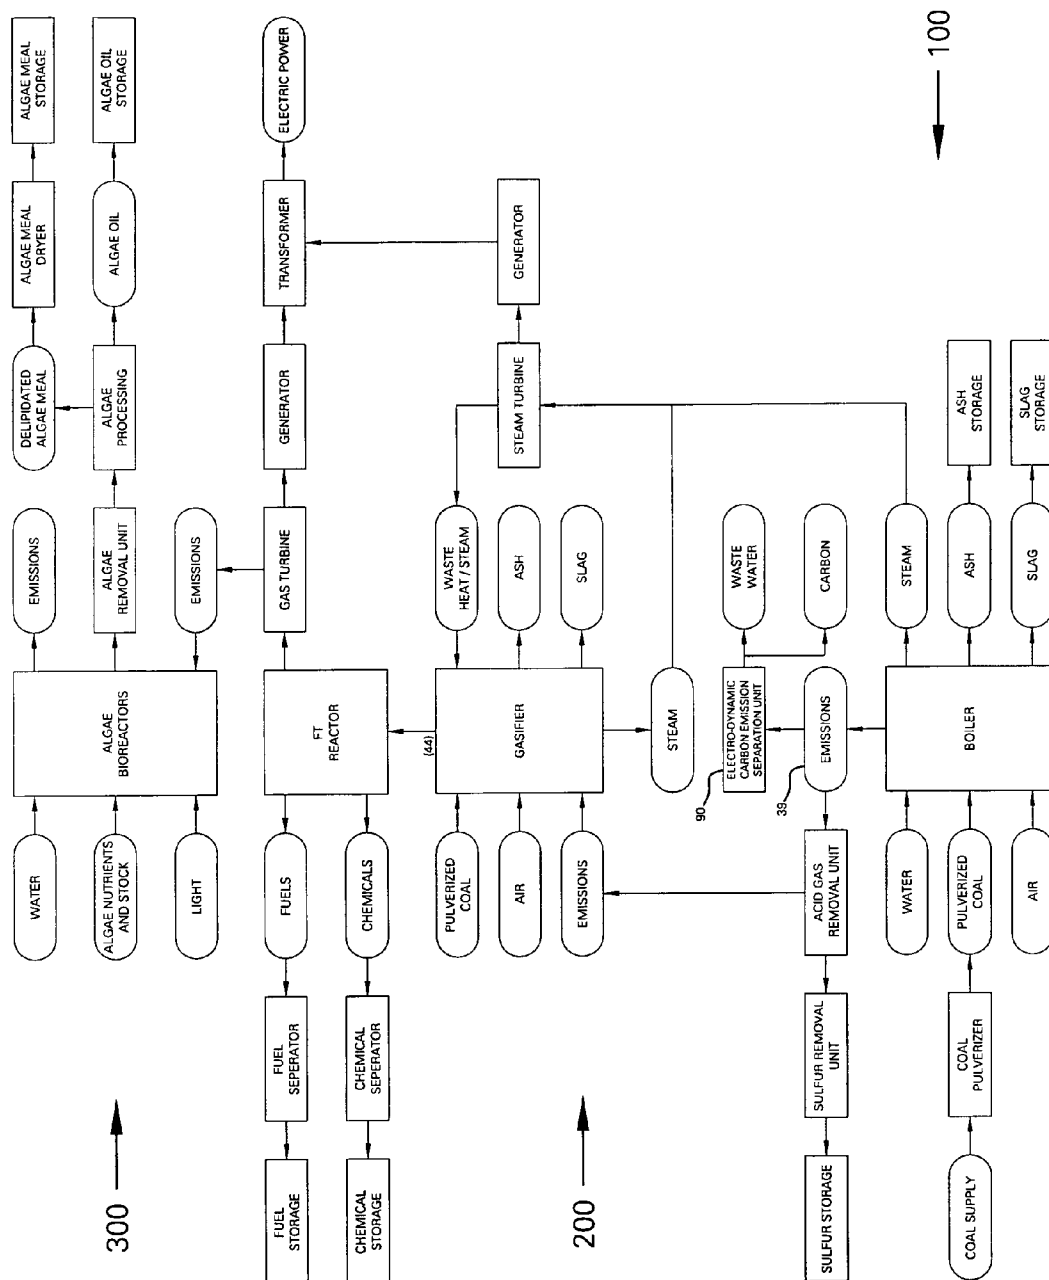 ALGAE MEAL
STORAGE
ALGAE OIL
STORAGE
ELECTRIC POWER
100
ALGAE MEAL
DRYER
ALGAE OIL
TRANSFORMER
GENERATOR
DELIPIDATED
ALGAE MEAL
ALGAE
PROCESSING
GENERATOR
STEAM TURBINE
ASH
STORAGE
SLAG
STORAGE
EMISSIONS
ALGAE
REMOVAL UNIT
EMISSIONS
GAS TURBINE
WASTE
HEAT / STEAM
ASH
SLAG
WASTE
WATER
CARBON
STEAM
ASH
SLAG
ALGAE
BIOREACTORS
FT
REACTOR
(44)
GASIFIER
STEAM
ELECTRO-DYNAMIC
CARBON EMISSION
SEPARATION UNIT
90
EMISSIONS
39
BOILER
WATER
ALGAE NUTRIENTS
AND STOCK
LIGHT
FUELS
CHEMICALS
PULVERIZED
COAL
AIR
EMISSIONS
ACID GAS
REMOVAL UNIT
WATER
PULVERIZED
COAL
AIR
FUEL
SEPERATOR
CHEMICAL
SEPERATOR
SULFUR REMOVAL
UNIT
COAL
PULVERIZER
300
FUEL
STORAGE
CHEMICAL
STORAGE
200
SULFUR STORAGE
COAL SUPPLY